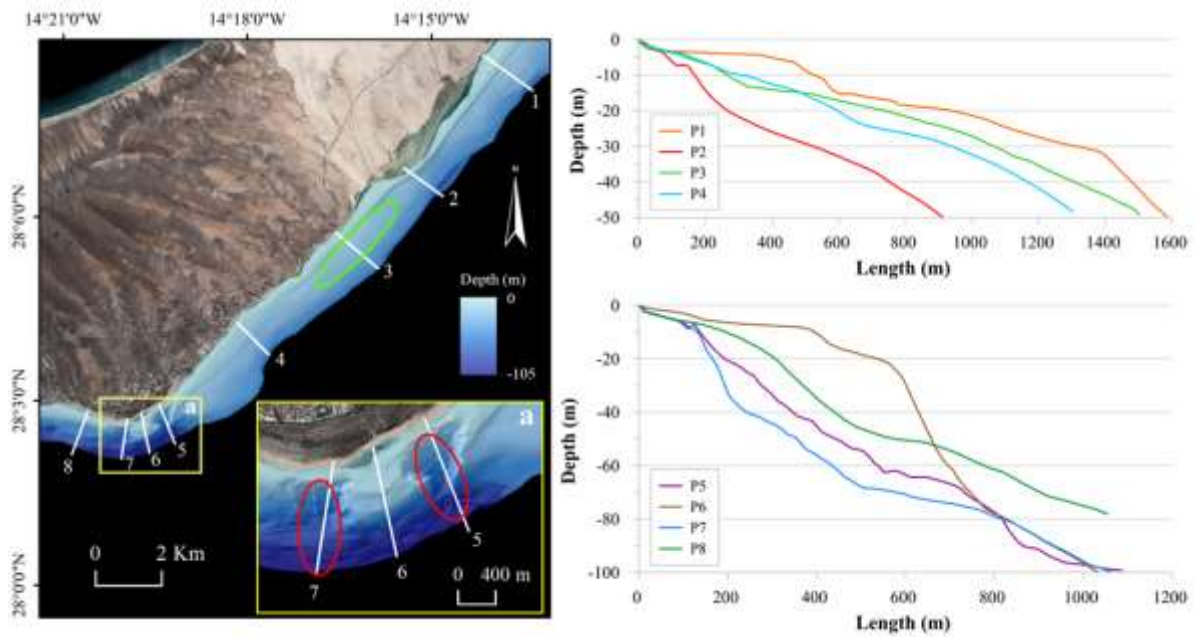 14°21'0"W 14°18'0"W 14°15'0"W
28°6'0"N
28°3'0"N
28°0'0"N
1
2
3
4
5
6
7
8
N
Depth (m)
0
-105
a
0 2 Km
a
5
6
7
0 400 m
0
-10
-20
-30
-40
-50
Depth (m)
P1
P2
P3
P4
0 200 400 600 800 1000 1200 1400 1600
Length (m)
0
-20
-40
-60
-80
-100
Depth (m)
P5
P6
P7
P8
0 200 400 600 800 1000 1200
Length (m)